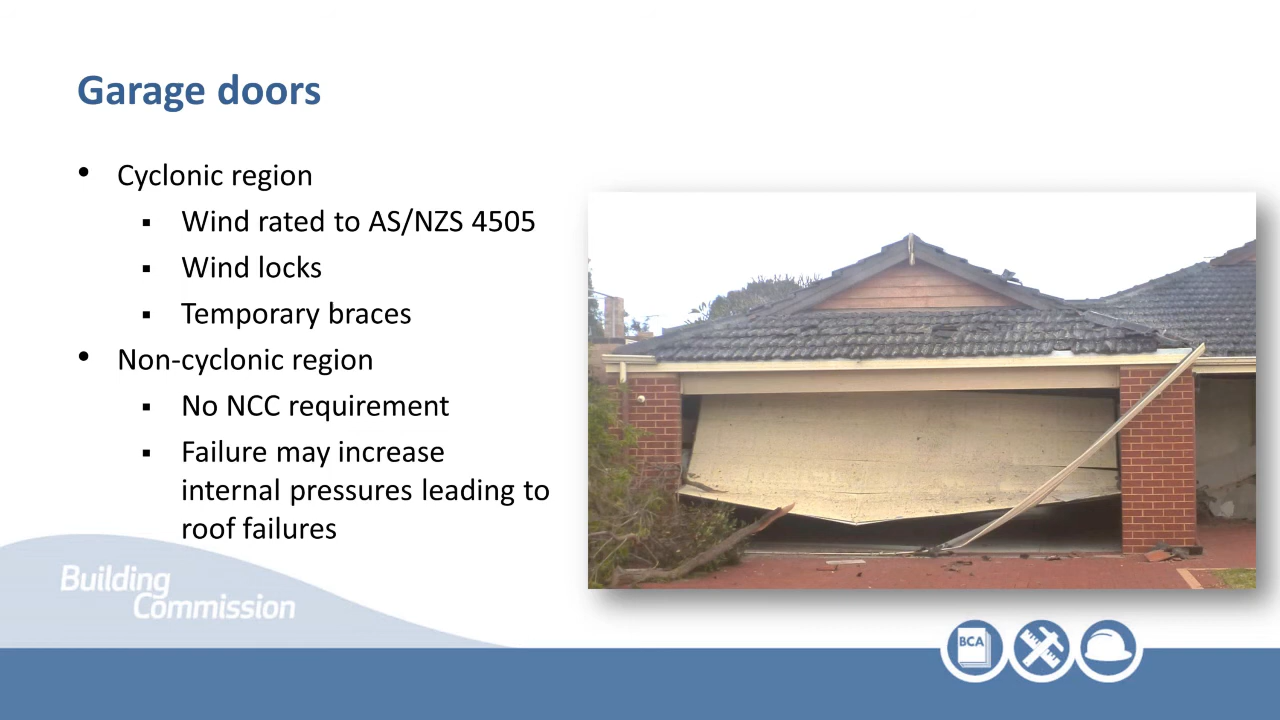 Garage doors
• Cyclonic region
▪ Wind rated to AS/NZS 4505
▪ Wind locks
▪ Temporary braces
• Non-cyclonic region
▪ No NCC requirement
▪ Failure may increase
internal pressures leading to
roof failures
Building
Commission
BCA